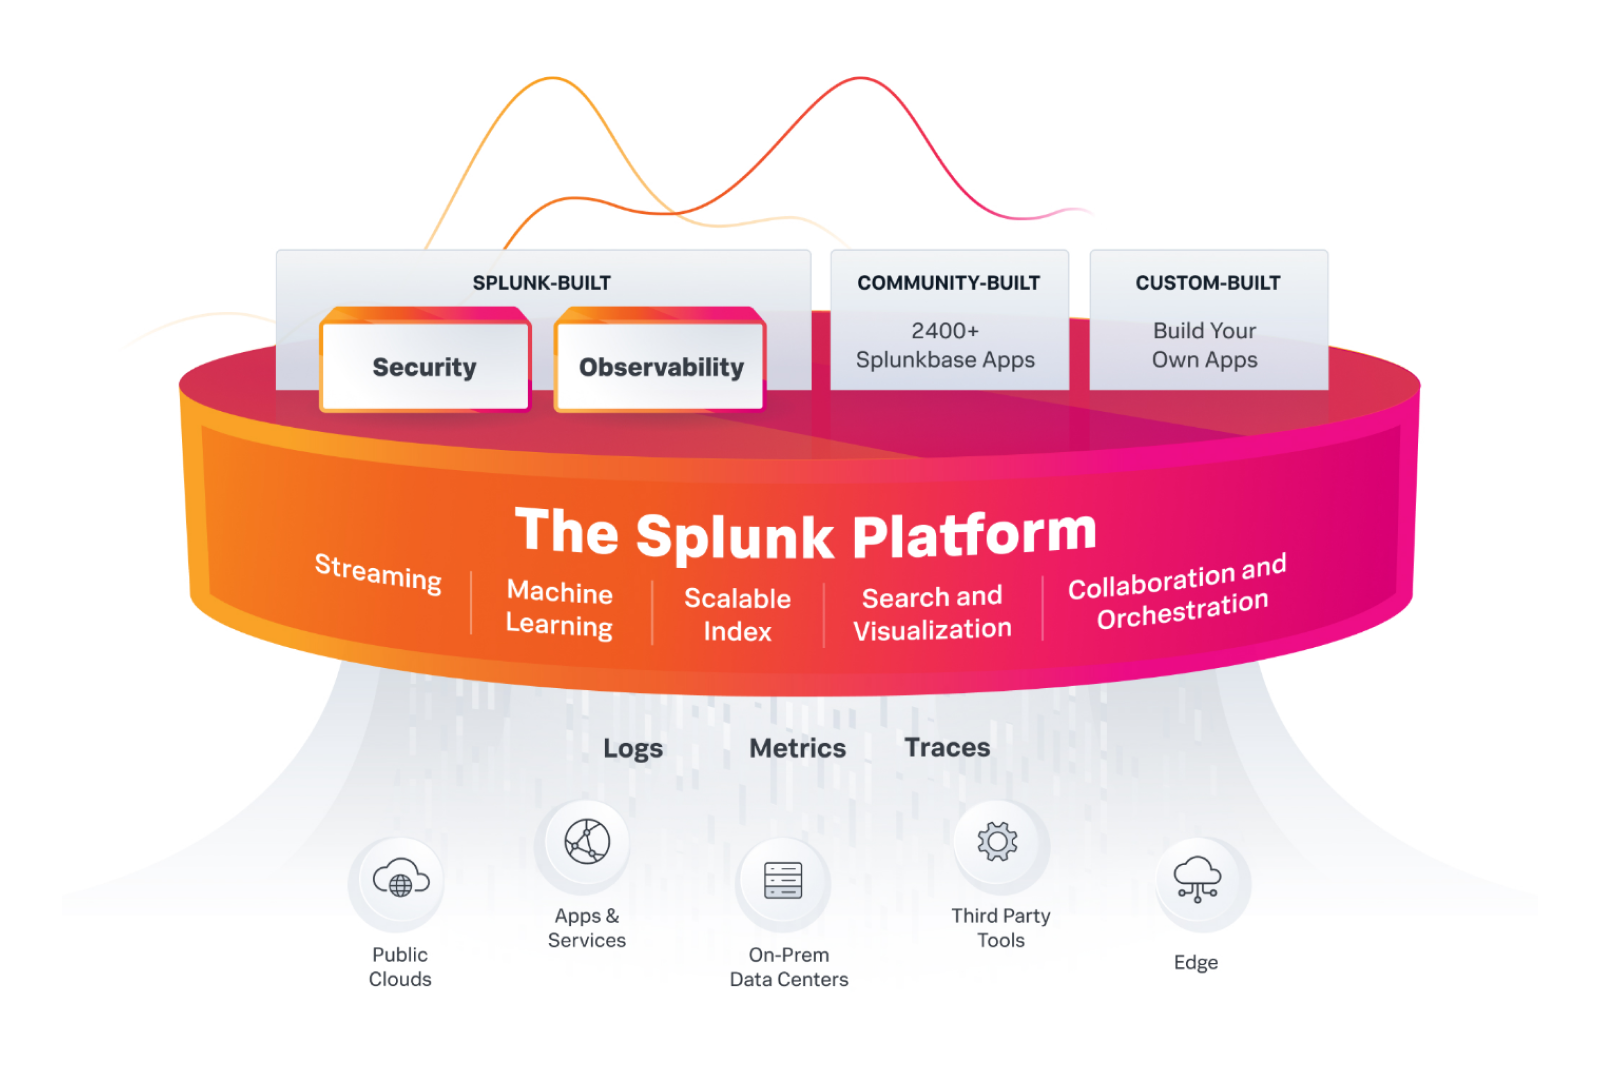 SPLUNK-BUILT
Security
Observability
COMMUNITY-BUILT
2400+
Splunkbase Apps
CUSTOM-BUILT
Build Your
Own Apps
The Splunk Platform
Streaming
Machine
Learning
Scalable
Index
Search and
Visualization
Collaboration and
Orchestration
Logs
Metrics
Traces
Public
Clouds
Apps &
Services
On-Prem
Data Centers
Third Party
Tools
Edge